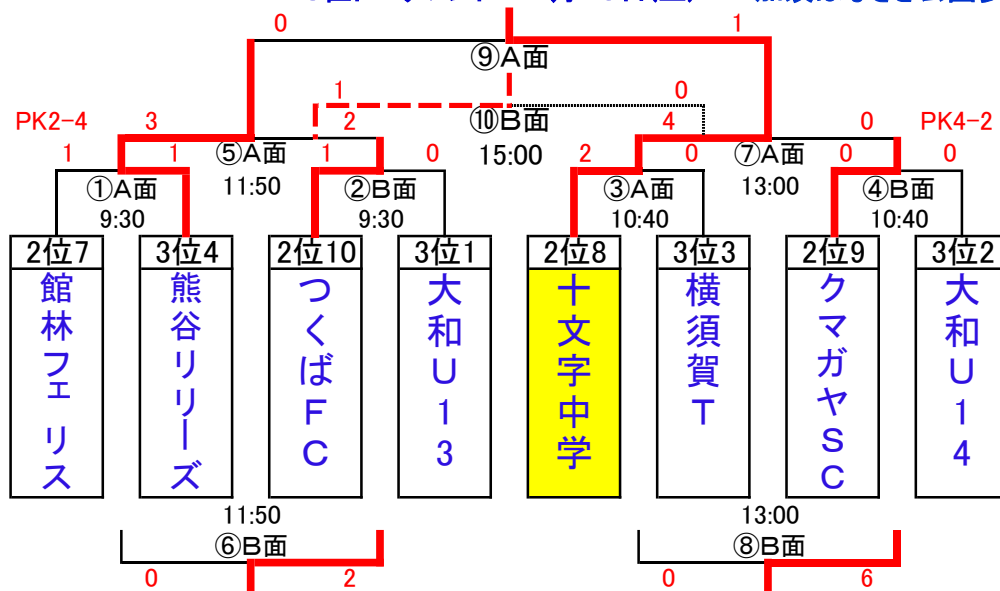 0 1
⑨A面
1 0
PK2-4 3 2 ⑩B面 4 0 PK4-2
⑤A面 15:00 ⑦A面
1 1 1 0 2 0 0 0
①A面 11:50 ②B面 ③A面 13:00 ④B面
9:30 9:30 10:40 10:40
2位7 3位4 2位10 3位1 2位8 3位3 2位9 3位2
館林フェリス
熊谷リリーズ
つくばFC
大和U13
十文字中学
横須賀T
クマガヤSC
大和U14
11:50 13:00
⑥B面 ⑧B面
0 2 0 6